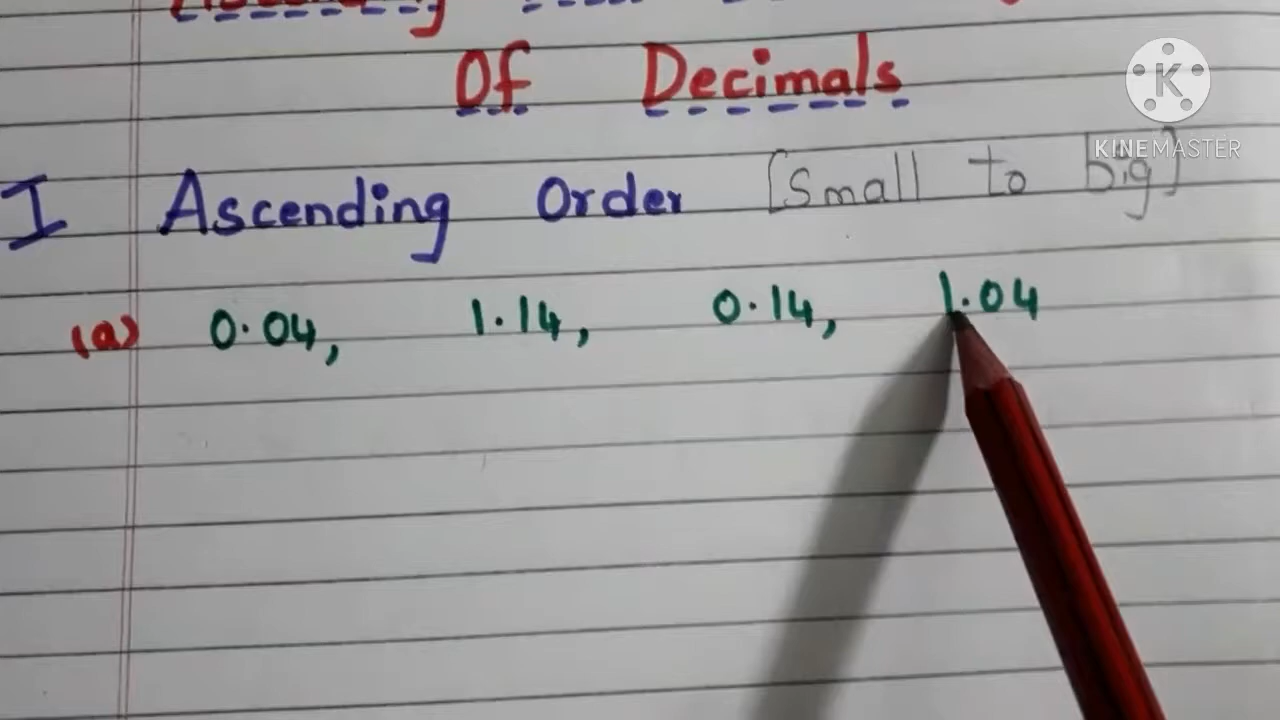 Of Decimals
I Ascending Order [Small to big]
(a) 0.04, 1.14, 0.14, 1.04
K
KINEMASTER